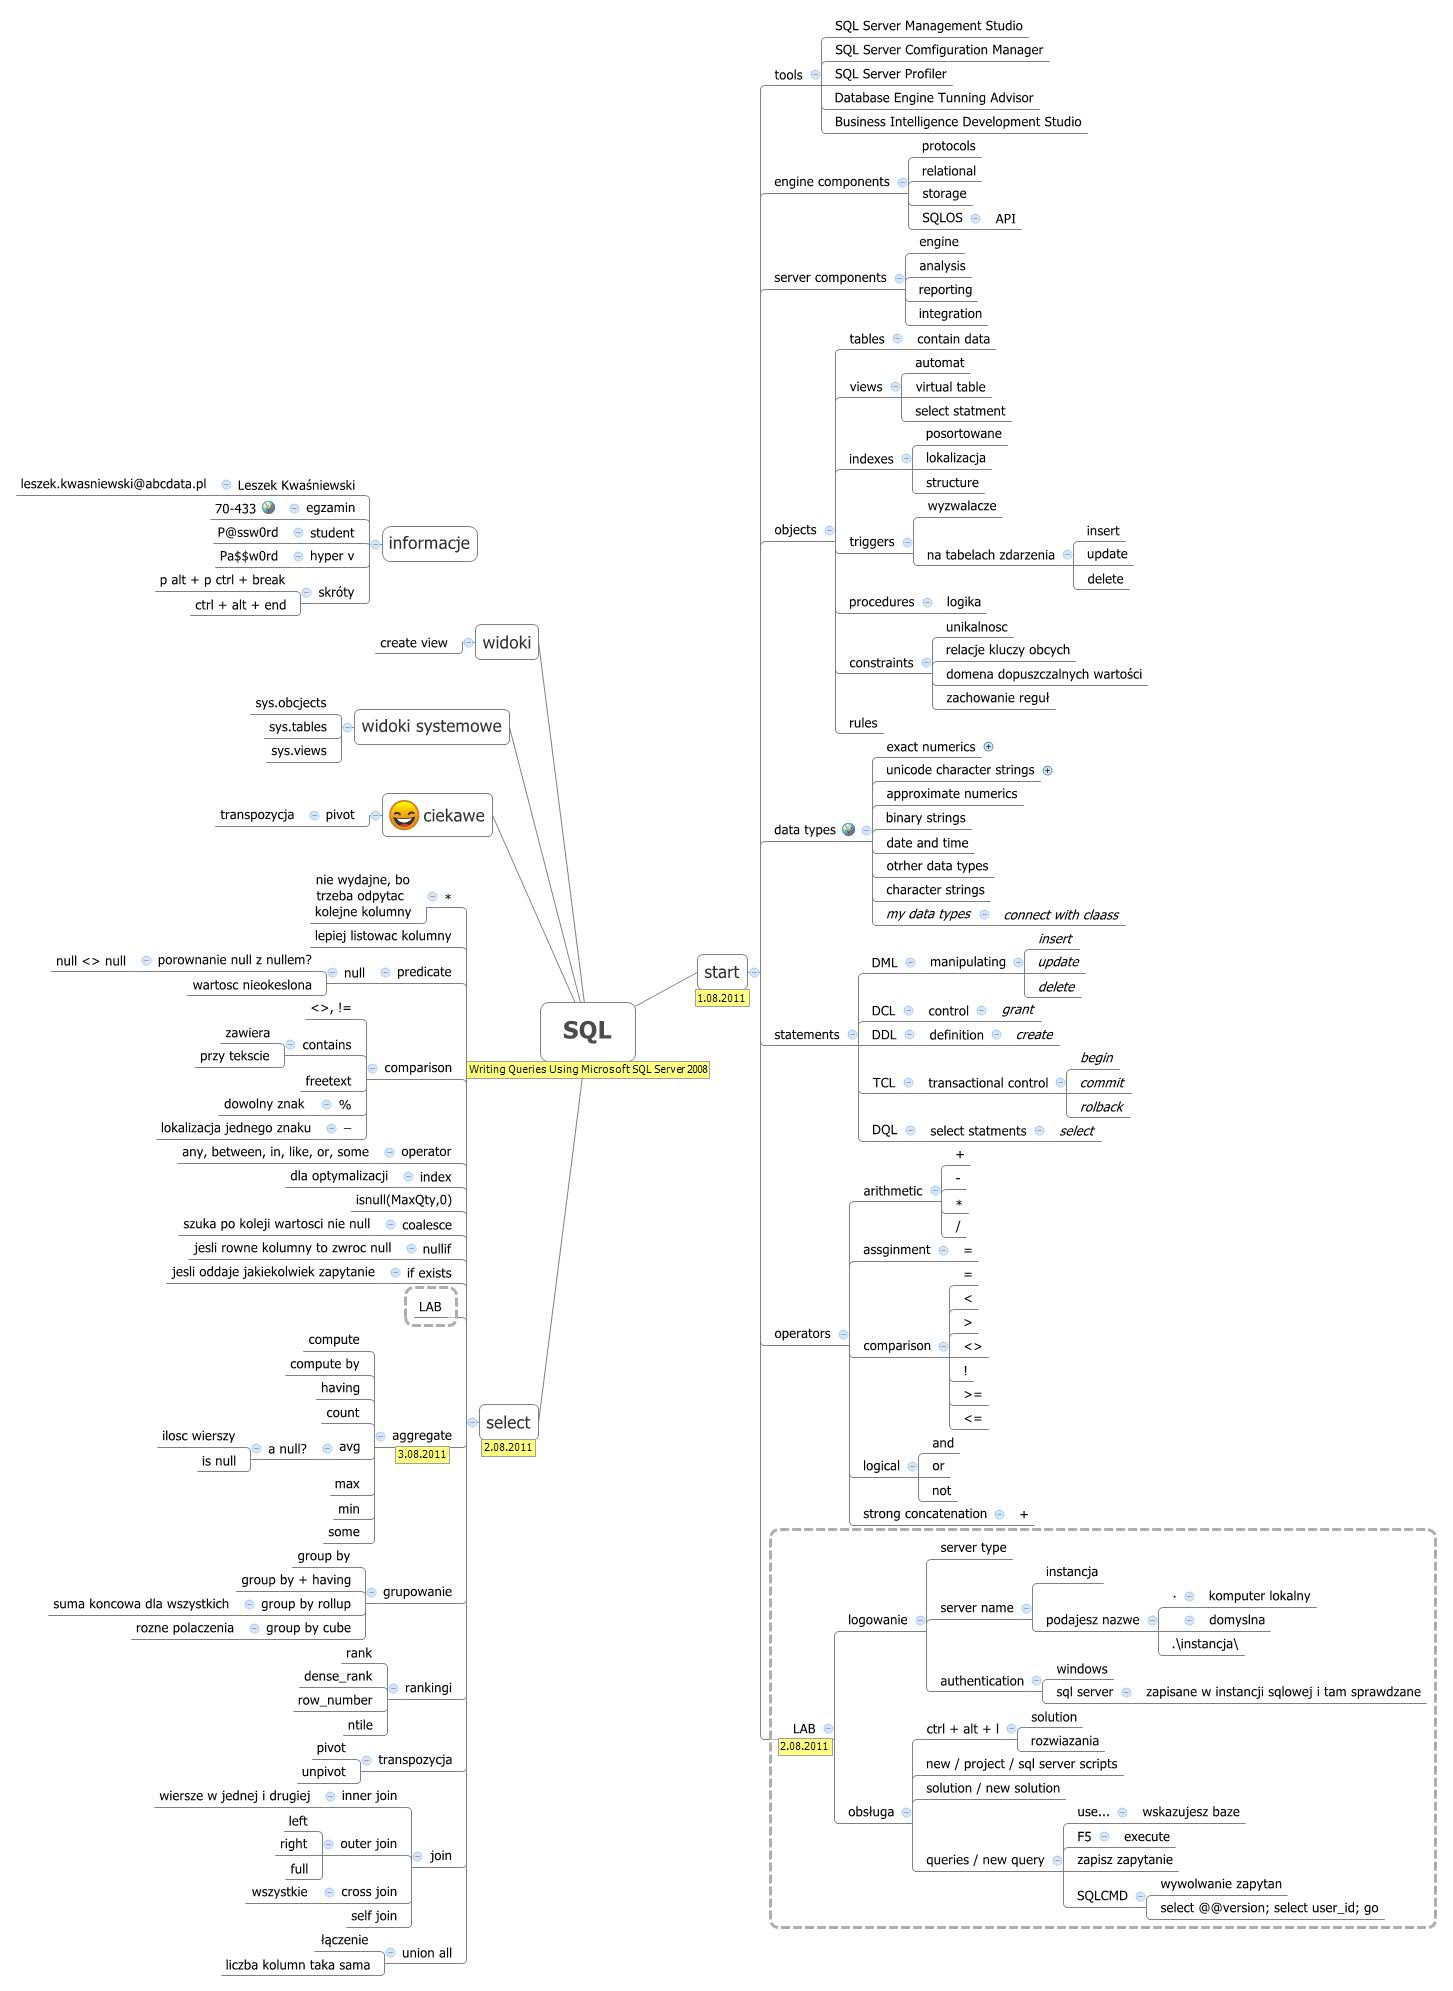 SQL
Writing Queries Using Microsoft SQL Server 2008
start
1.08.2011
tools
SQL Server Management Studio
SQL Server Comfiguration Manager
SQL Server Profiler
Database Engine Tunning Advisor
Business Intelligence Development Studio
engine components
protocols
relational
storage
SQLOS
API
server components
engine
analysis
reporting
integration
objects
tables
contain data
views
automat
virtual table
select statment
indexes
posortowane
lokalizacja
structure
triggers
wyzwalacze
na tabelach zdarzenia
insert
update
delete
procedures
logika
constraints
unikalnosc
relacje kluczy obcych
domena dopuszczalnych wartości
zachowanie reguł
rules
data types
exact numerics
unicode character strings
approximate numerics
binary strings
date and time
otrher data types
character strings
my data types
connect with claass
statements
DML
manipulating
insert
update
delete
DCL
control
grant
DDL
definition
create
TCL
transactional control
begin
commit
rolback
DQL
select statments
select
operators
arithmetic
+
-
*
/
assginment
=
comparison
=
<
>
<>
!
>=
<=
logical
and
or
not
strong concatenation
+
LAB
2.08.2011
logowanie
server type
server name
instancja
podajesz nazwe
.
komputer lokalny
domyslna
.\instancja\
authentication
windows
sql server
zapisane w instancji sqlowej i tam sprawdzane
obsługa
ctrl + alt + l
solution
rozwiazania
new / project / sql server scripts
solution / new solution
queries / new query
use...
wskazujesz baze
F5
execute
zapisz zapytanie
SQLCMD
wywolwanie zapytan
select @@version; select user_id; go
informacje
Leszek Kwaśniewski
leszek.kwasniewski@abcdata.pl
egzamin
70-433
student
P@ssw0rd
hyper v
Pa$$w0rd
skróty
p alt + p ctrl + break
ctrl + alt + end
widoki
create view
widoki systemowe
sys.obcjects
sys.tables
sys.views
ciekawe
pivot
transpozycja
select
2.08.2011
*
nie wydajne, bo
trzeba odpytac
kolejne kolumny
lepiej listowac kolumny
predicate
null
porownanie null z nullem?
null <> null
wartosc nieokeslona
comparison
<>, !=
contains
zawiera
przy tekscie
freetext
%
dowolny znak
_
lokalizacja jednego znaku
operator
any, between, in, like, or, some
index
dla optymalizacji
isnull(MaxQty,0)
coalesce
szuka po koleji wartosci nie null
nullif
jesli rowne kolumny to zwroc null
if exists
jesli oddaje jakiekolwiek zapytanie
LAB
aggregate
3.08.2011
compute
compute by
having
count
avg
a null?
ilosc wierszy
is null
max
min
some
grupowanie
group by
group by + having
group by rollup
suma koncowa dla wszystkich
group by cube
rozne polaczenia
rankingi
rank
dense_rank
row_number
ntile
transpozycja
pivot
unpivot
join
inner join
wiersze w jednej i drugiej
outer join
left
right
full
cross join
wszystkie
self join
union all
łączenie
liczba kolumn taka sama